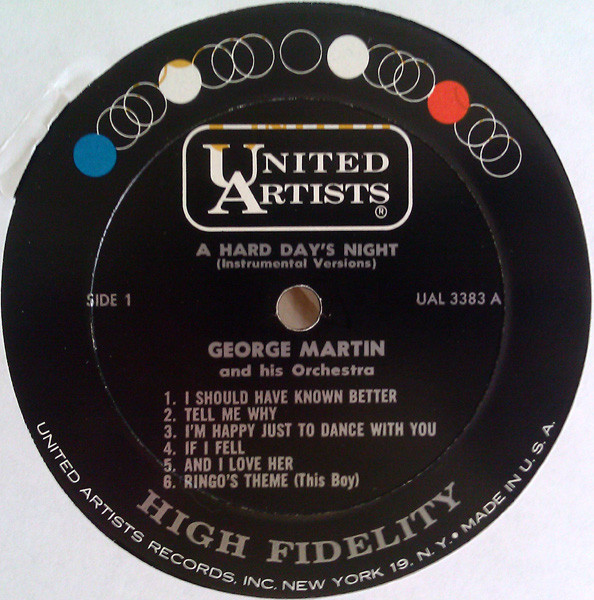 UNITED
ARTISTS
®
A HARD DAY'S NIGHT
(Instrumental Versions)
SIDE 1
UAL 3383 A
GEORGE MARTIN
and his Orchestra
1. I SHOULD HAVE KNOWN BETTER
2. TELL ME WHY
3. I'M HAPPY JUST TO DANCE WITH YOU
4. IF I FELL
5. AND I LOVE HER
6. RINGO'S THEME (This Boy)
HIGH FIDELITY
UNITED ARTISTS RECORDS, INC. NEW YORK 19, N.Y. • MADE IN U.S.A.